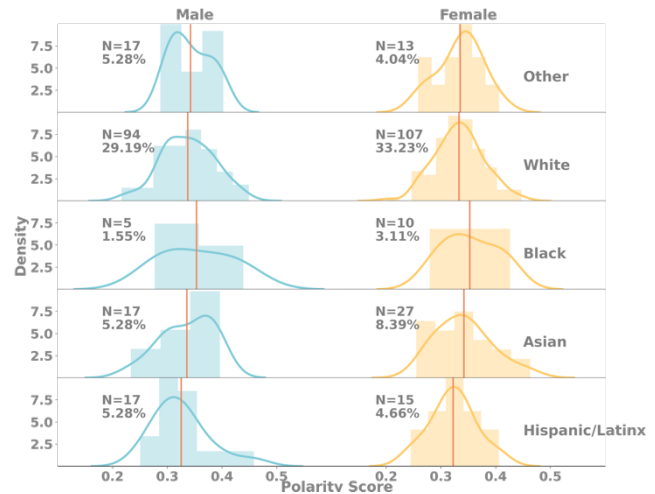 Male Female
7.5
5.0
2.5
N=17
5.28%
N=13
4.04%
Other
7.5
5.0
2.5
N=94
29.19%
N=107
33.23%
White
Density
7.5
5.0
2.5
N=5
1.55%
N=10
3.11%
Black
7.5
5.0
2.5
N=17
5.28%
N=27
8.39%
Asian
7.5
5.0
2.5
N=17
5.28%
N=15
4.66%
Hispanic/Latinx
0.2 0.3 0.4 0.5 0.2 0.3 0.4 0.5
Polarity Score Polarity Score